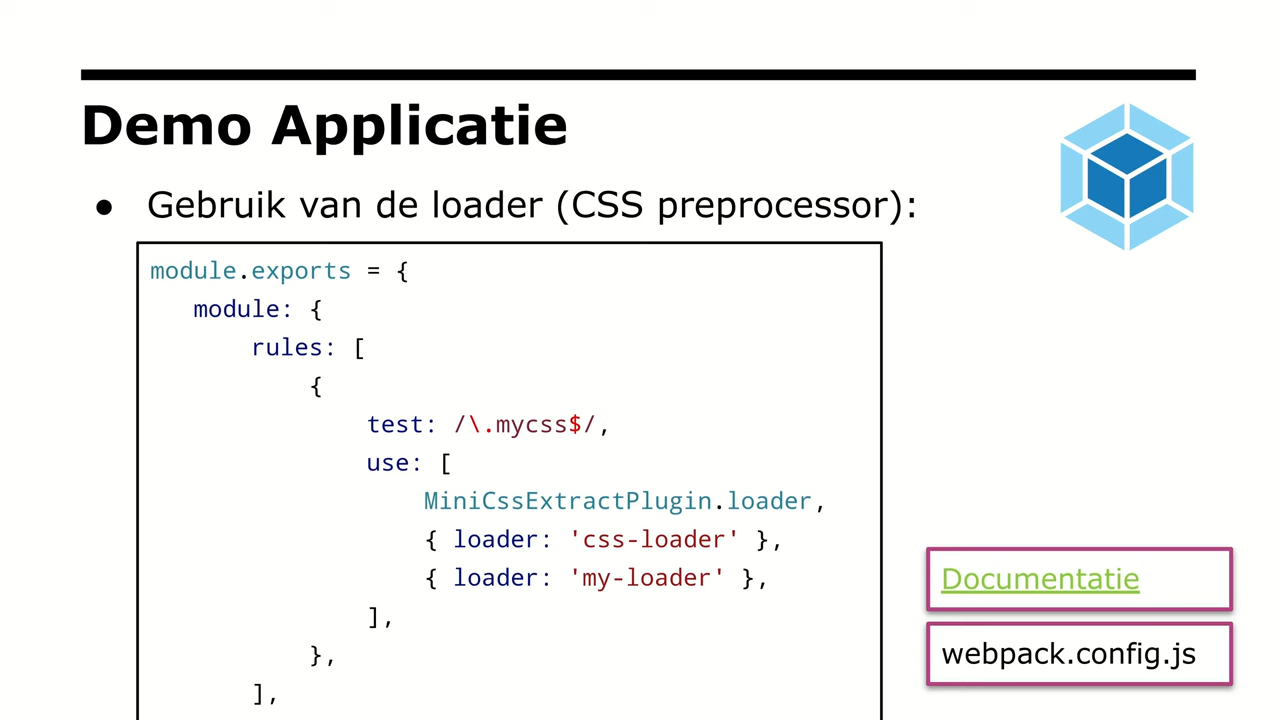 Demo Applicatie
● Gebruik van de loader (CSS preprocessor):
module.exports = {
module: {
rules: [
{
test: /\.mycss$/,
use: [
MiniCssExtractPlugin.loader,
{ loader: 'css-loader' },
{ loader: 'my-loader' },
],
},
],
Documentatie
webpack.config.js